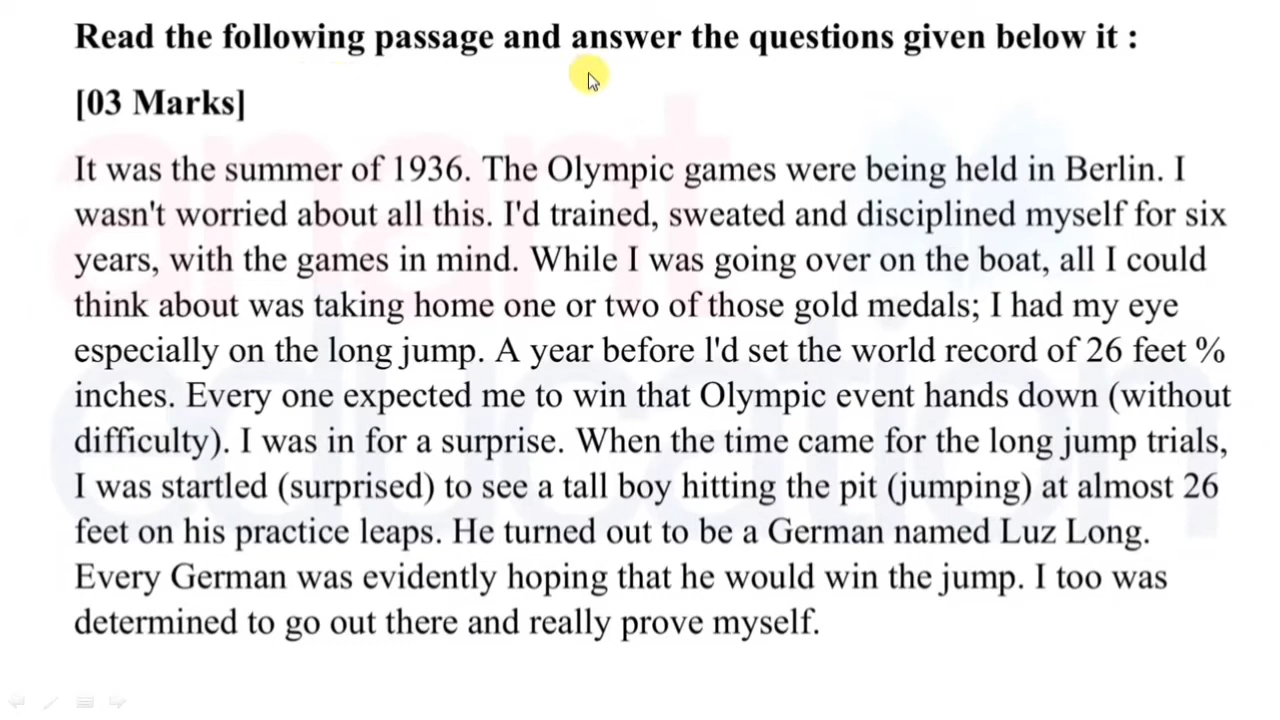 Read the following passage and answer the questions given below it :
[03 Marks]
It was the summer of 1936. The Olympic games were being held in Berlin. I
wasn't worried about all this. I'd trained, sweated and disciplined myself for six
years, with the games in mind. While I was going over on the boat, all I could
think about was taking home one or two of those gold medals; I had my eye
especially on the long jump. A year before l'd set the world record of 26 feet %
inches. Every one expected me to win that Olympic event hands down (without
difficulty). I was in for a surprise. When the time came for the long jump trials,
I was startled (surprised) to see a tall boy hitting the pit (jumping) at almost 26
feet on his practice leaps. He turned out to be a German named Luz Long.
Every German was evidently hoping that he would win the jump. I too was
determined to go out there and really prove myself.
anant
education